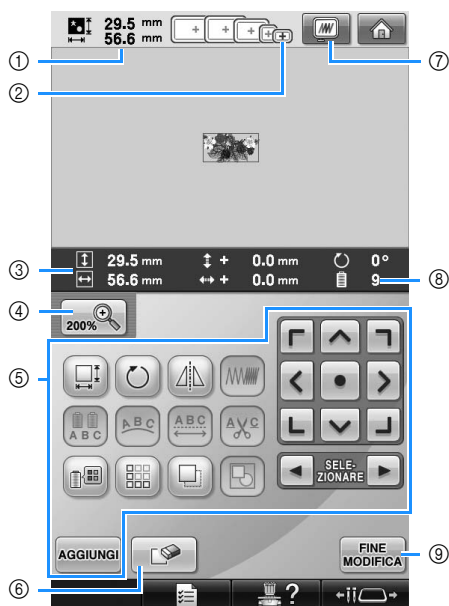 29.5 mm
56.6 mm
① ②
⑦
③ 29.5 mm + 0.0 mm 0°
56.6 mm + 0.0 mm 9 ⑧
④ 200%
⑤
A B C A B C A B C A C
SELE-
ZIONARE
AGGIUNGI
FINE
MODIFICA ⑨
⑥
?